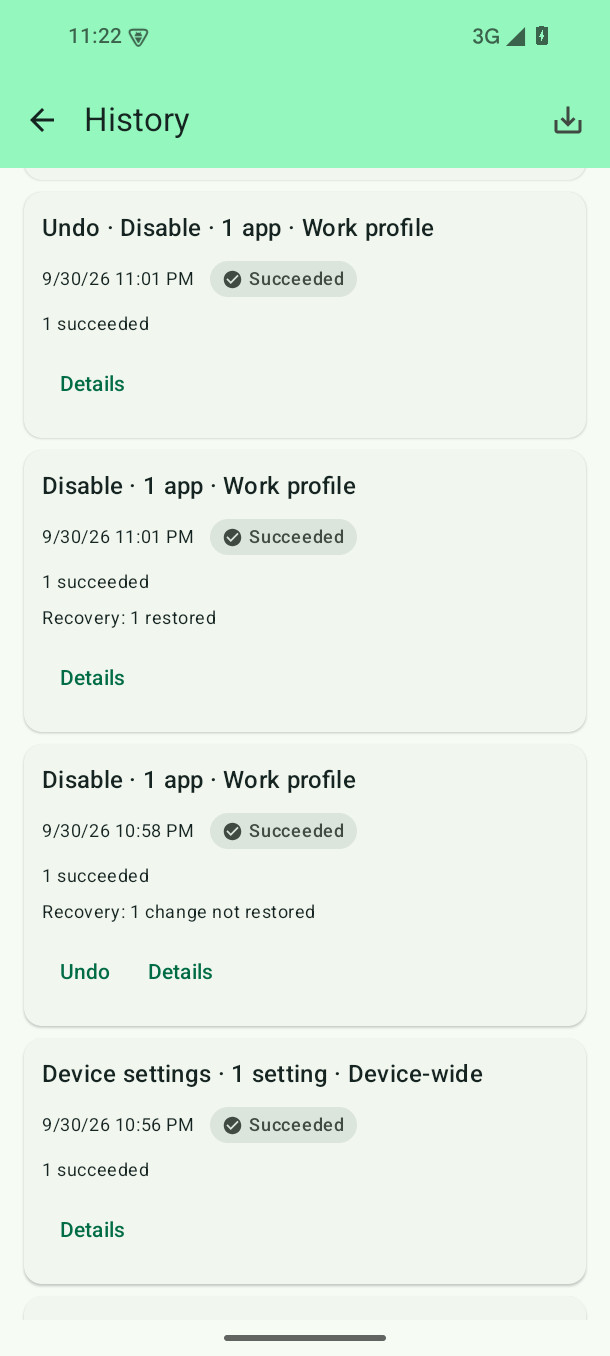 11:22 3G
History
Undo · Disable · 1 app · Work profile
9/30/26 11:01 PM Succeeded
1 succeeded
Details
Disable · 1 app · Work profile
9/30/26 11:01 PM Succeeded
1 succeeded
Recovery: 1 restored
Details
Disable · 1 app · Work profile
9/30/26 10:58 PM Succeeded
1 succeeded
Recovery: 1 change not restored
Undo Details
Device settings · 1 setting · Device-wide
9/30/26 10:56 PM Succeeded
1 succeeded
Details